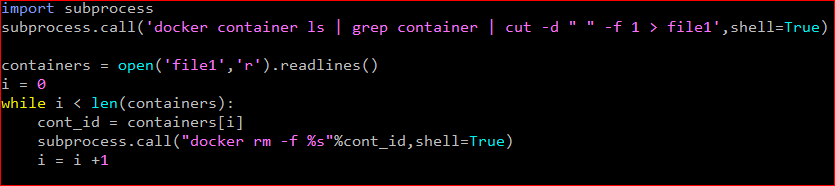 import subprocess
subprocess.call('docker container ls | grep container | cut -d " " -f 1 > file1',shell=True)
containers = open('file1','r').readlines()
i = 0
while i < len(containers):
    cont_id = containers[i]
    subprocess.call("docker rm -f %s"%cont_id,shell=True)
    i = i +1